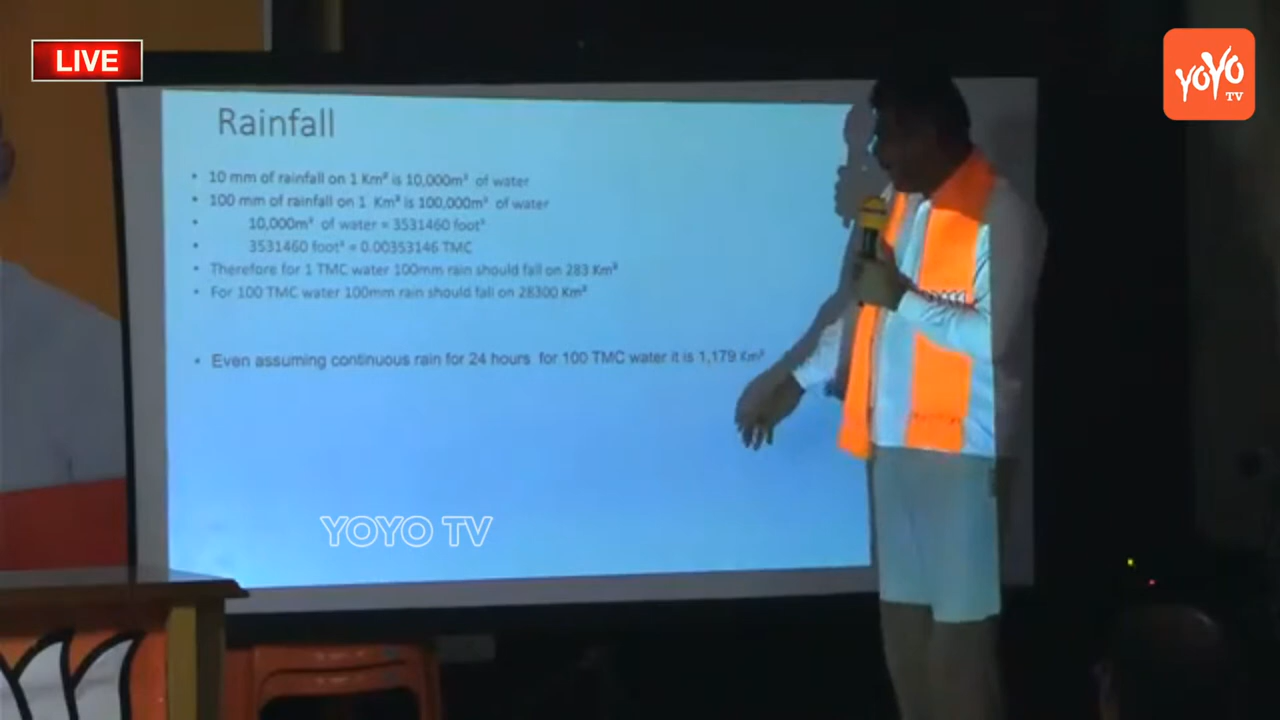 LIVE
YOYO
TV
Rainfall
• 10 mm of rainfall on 1 Km² is 10,000m³ of water
• 100 mm of rainfall on 1 Km² is 100,000m³ of water
• 10,000m³ of water = 3531460 foot³
• 3531460 foot³ = 0.00353146 TMC
• Therefore for 1 TMC water 100mm rain should fall on 283 Km²
• For 100 TMC water 100mm rain should fall on 28300 Km²
• Even assuming continuous rain for 24 hours for 100 TMC water it is 1,179 Km²
YOYO TV